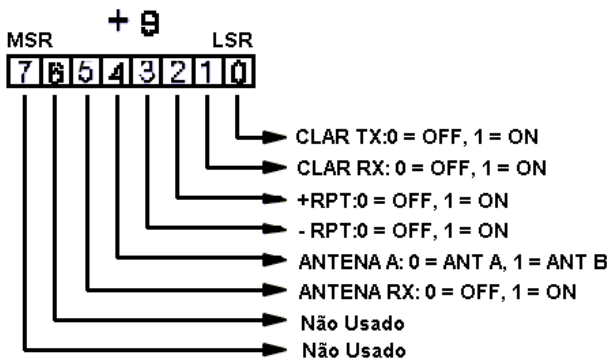 + 9
MSR LSR
7 6 5 4 3 2 1 0
CLAR TX:0 = OFF, 1 = ON
CLAR RX: 0 = OFF, 1 = ON
+RPT:0 = OFF, 1 = ON
- RPT:0 = OFF, 1 = ON
ANTENA A: 0 = ANT A, 1 = ANT B
ANTENA RX: 0 = OFF, 1 = ON
Não Usado
Não Usado